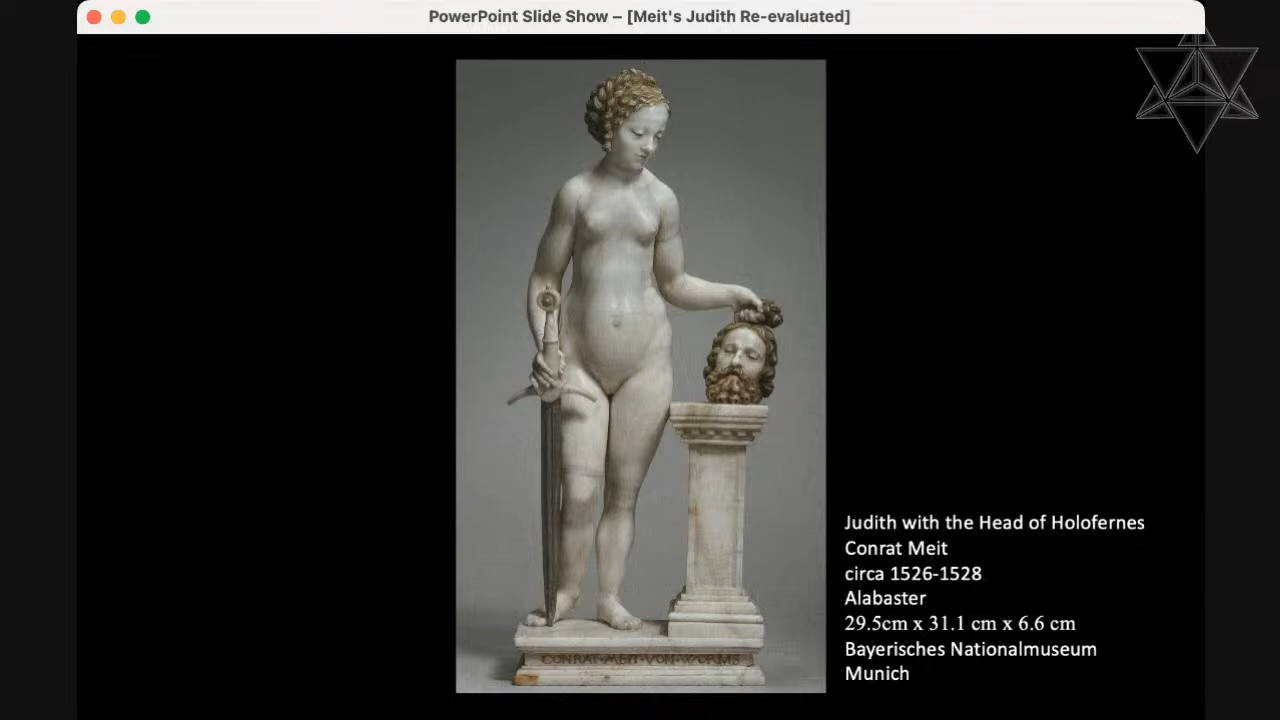 PowerPoint Slide Show – [Meit's Judith Re-evaluated]
CONRAT·MEIT·VON·WORMS
Judith with the Head of Holofernes
Conrat Meit
circa 1526-1528
Alabaster
29.5cm x 31.1 cm x 6.6 cm
Bayerisches Nationalmuseum
Munich